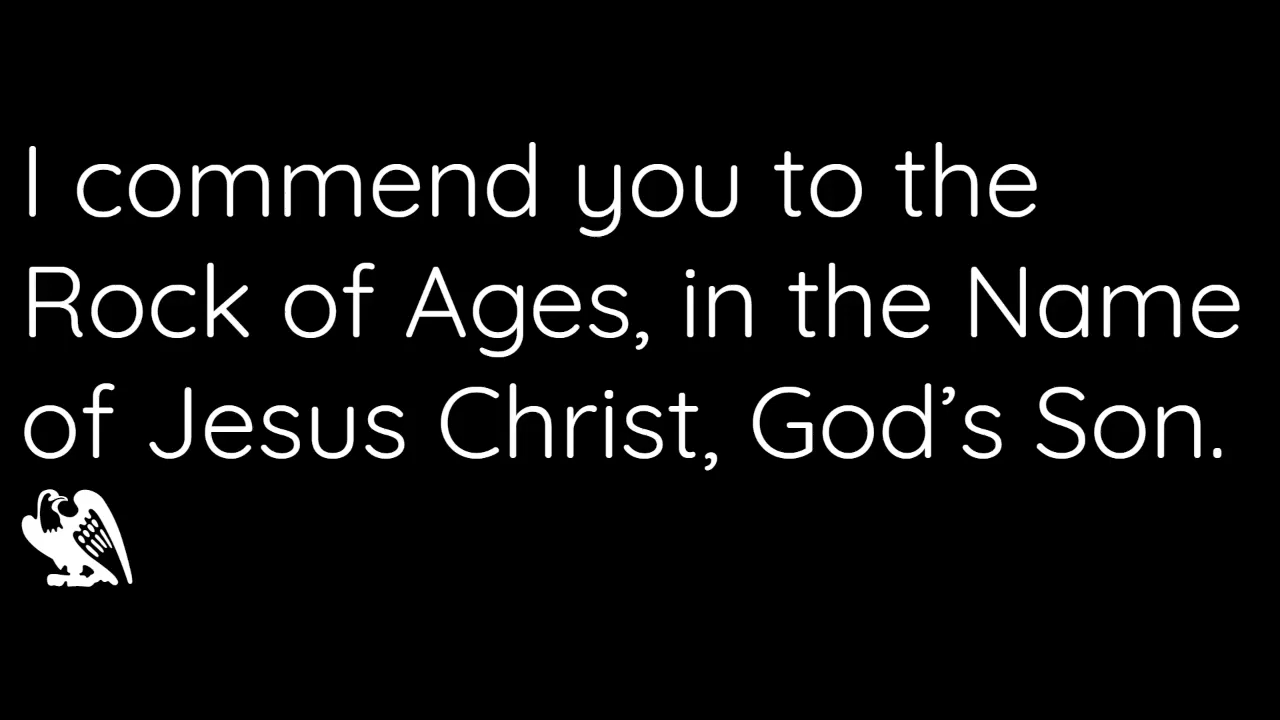 I commend you to the
Rock of Ages, in the Name
of Jesus Christ, God’s Son.